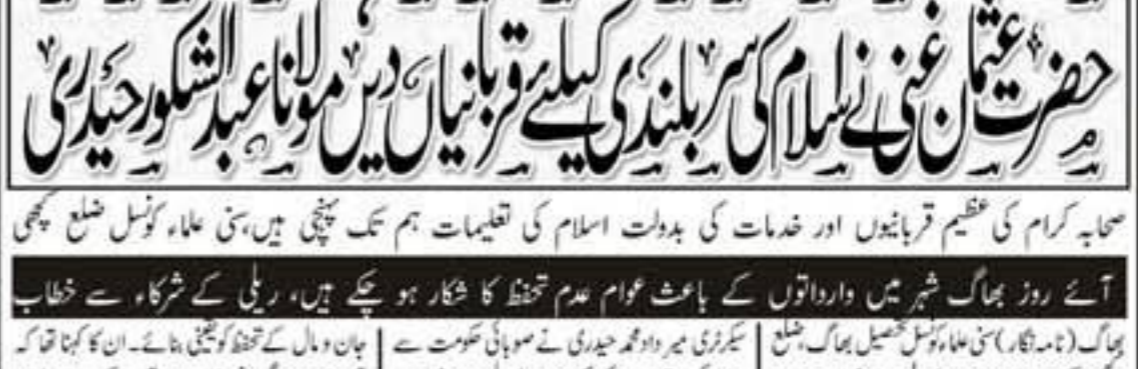 حضرت عثمان غنی نے اسلام کی سربلندی کیلئے قربانیاں دیں مولانا عبدالشکور حیدری
صحابہ کرام کی عظیم قربانیوں اور خدمات کی بدولت اسلام کی تعلیمات ہم تک پہنچی ہیں، سنی علماء کونسل ضلع کچھی
آئے روز بھاگ شہر میں وارداتوں کے باعث عوام عدم تحفظ کا شکار ہو چکے ہیں، ریلی کے شرکاء سے خطاب
بھاگ (نامہ نگار) سنی علماء کونسل تحصیل بھاگ، ضلع
سیکرٹری میر داد محمد حیدری نے صوبائی حکومت سے
جان و مال کے تحفظ کو یقینی بنائے۔ ان کا کہنا تھا کہ